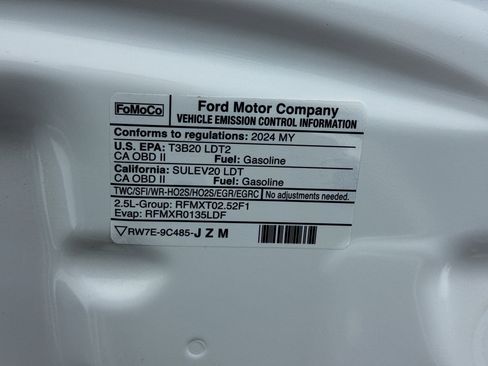 FoMoCo
Ford Motor Company
VEHICLE EMISSION CONTROL INFORMATION
Conforms to regulations: 2024 MY
U.S. EPA: T3B20 LDT2
CA OBD II Fuel: Gasoline
California: SULEV20 LDT
CA OBD II Fuel: Gasoline
TWC/SFI/WR-HO2S/HO2S/EGR/EGRC No adjustments needed.
2.5L-Group: RFMXT02.52F1
Evap: RFMXR0135LDF
RW7E-9C485-JZM